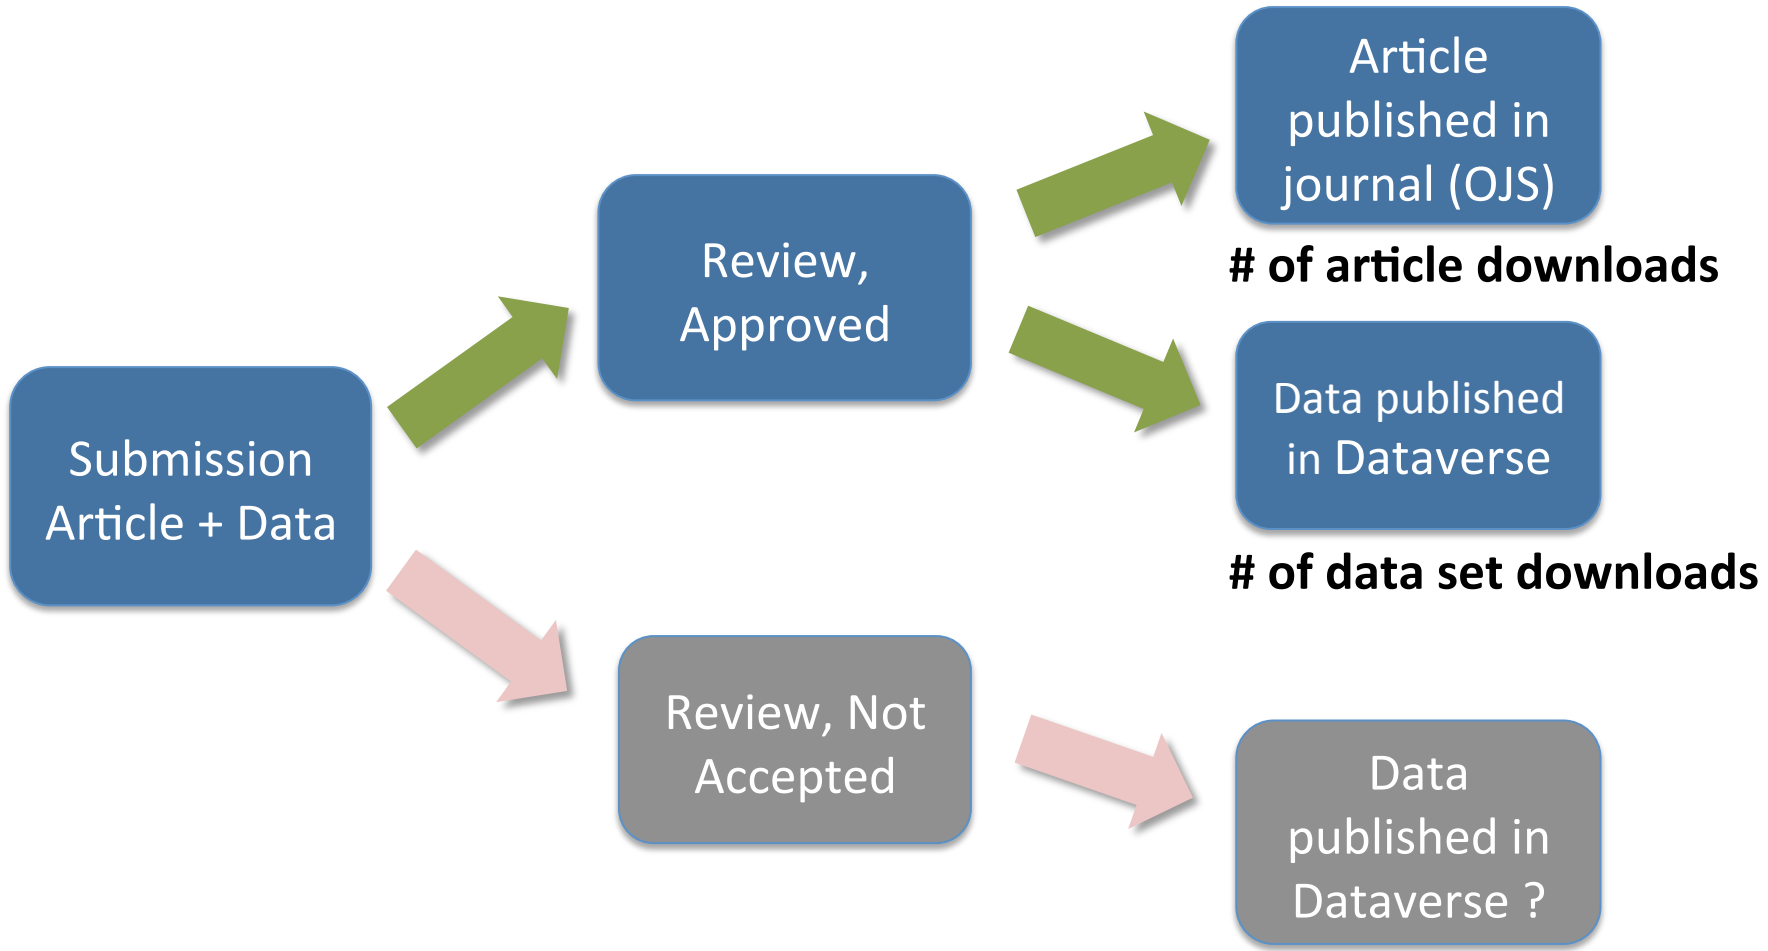 Submission
Article + Data
Review,
Approved
Article
published in
journal (OJS)
# of article downloads
Data published
in Dataverse
# of data set downloads
Review, Not
Accepted
Data
published in
Dataverse ?